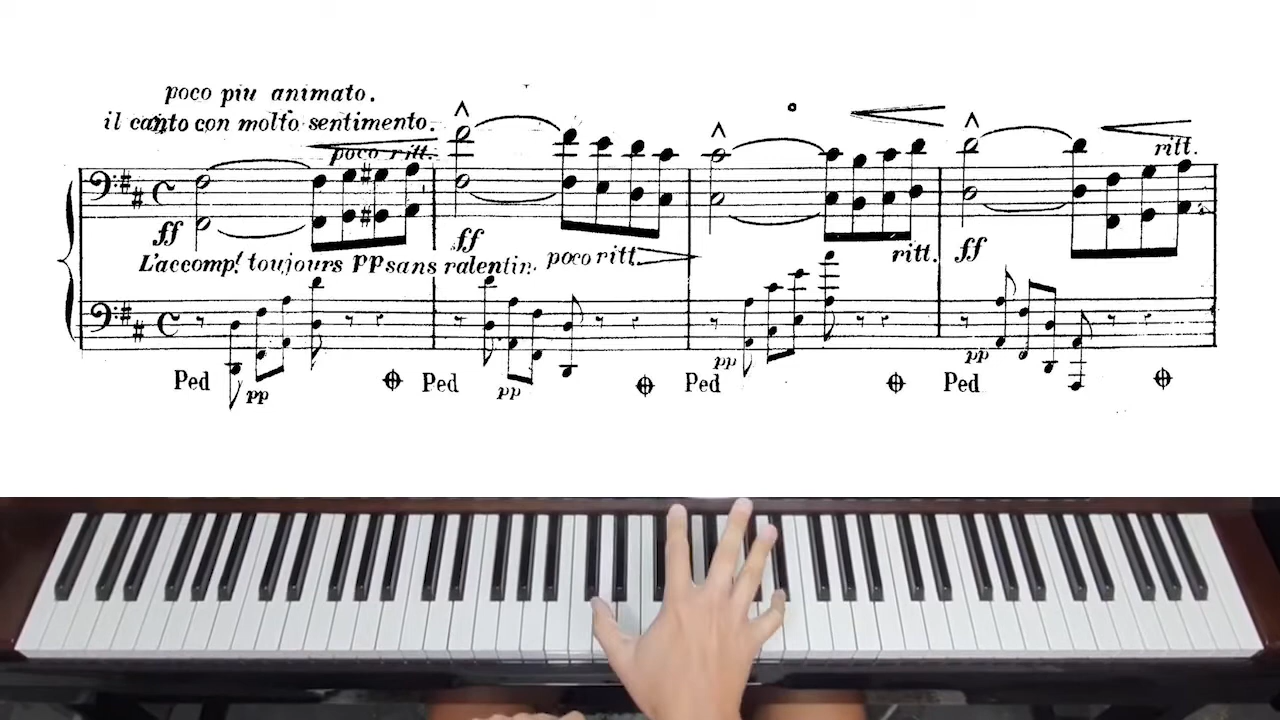 poco piu animato.
il canto con molto sentimento.
poco ritt.
ff
ff
ritt.
ff
ritt.
L'accomp! toujours PP sans ralentir.
poco ritt.
pp
pp
Ped
pp
Ped
pp
Ped
Ped